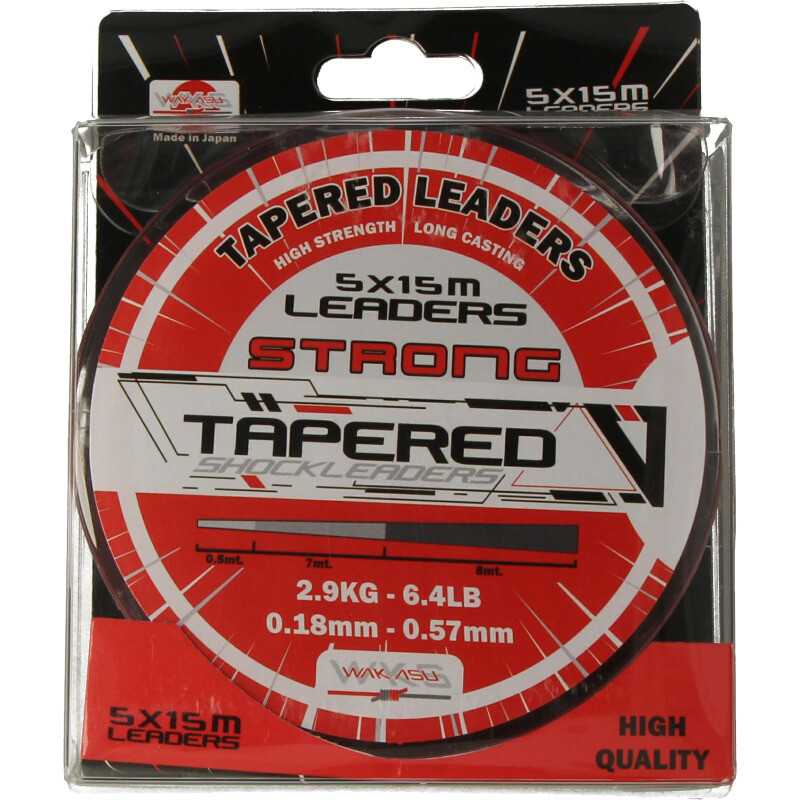 WAKASU
Made in Japan
5X15m
LEADERS
TAPERED LEADERS
HIGH STRENGTH LONG CASTING
5X15m
LEADERS
STRONG
TAPERED
SHOCKLEADERS
0.5mt. 7mt. 8mt.
2.9KG - 6.4LB
0.18mm - 0.57mm
WAKASU
WKS
5X15m
LEADERS
HIGH
QUALITY